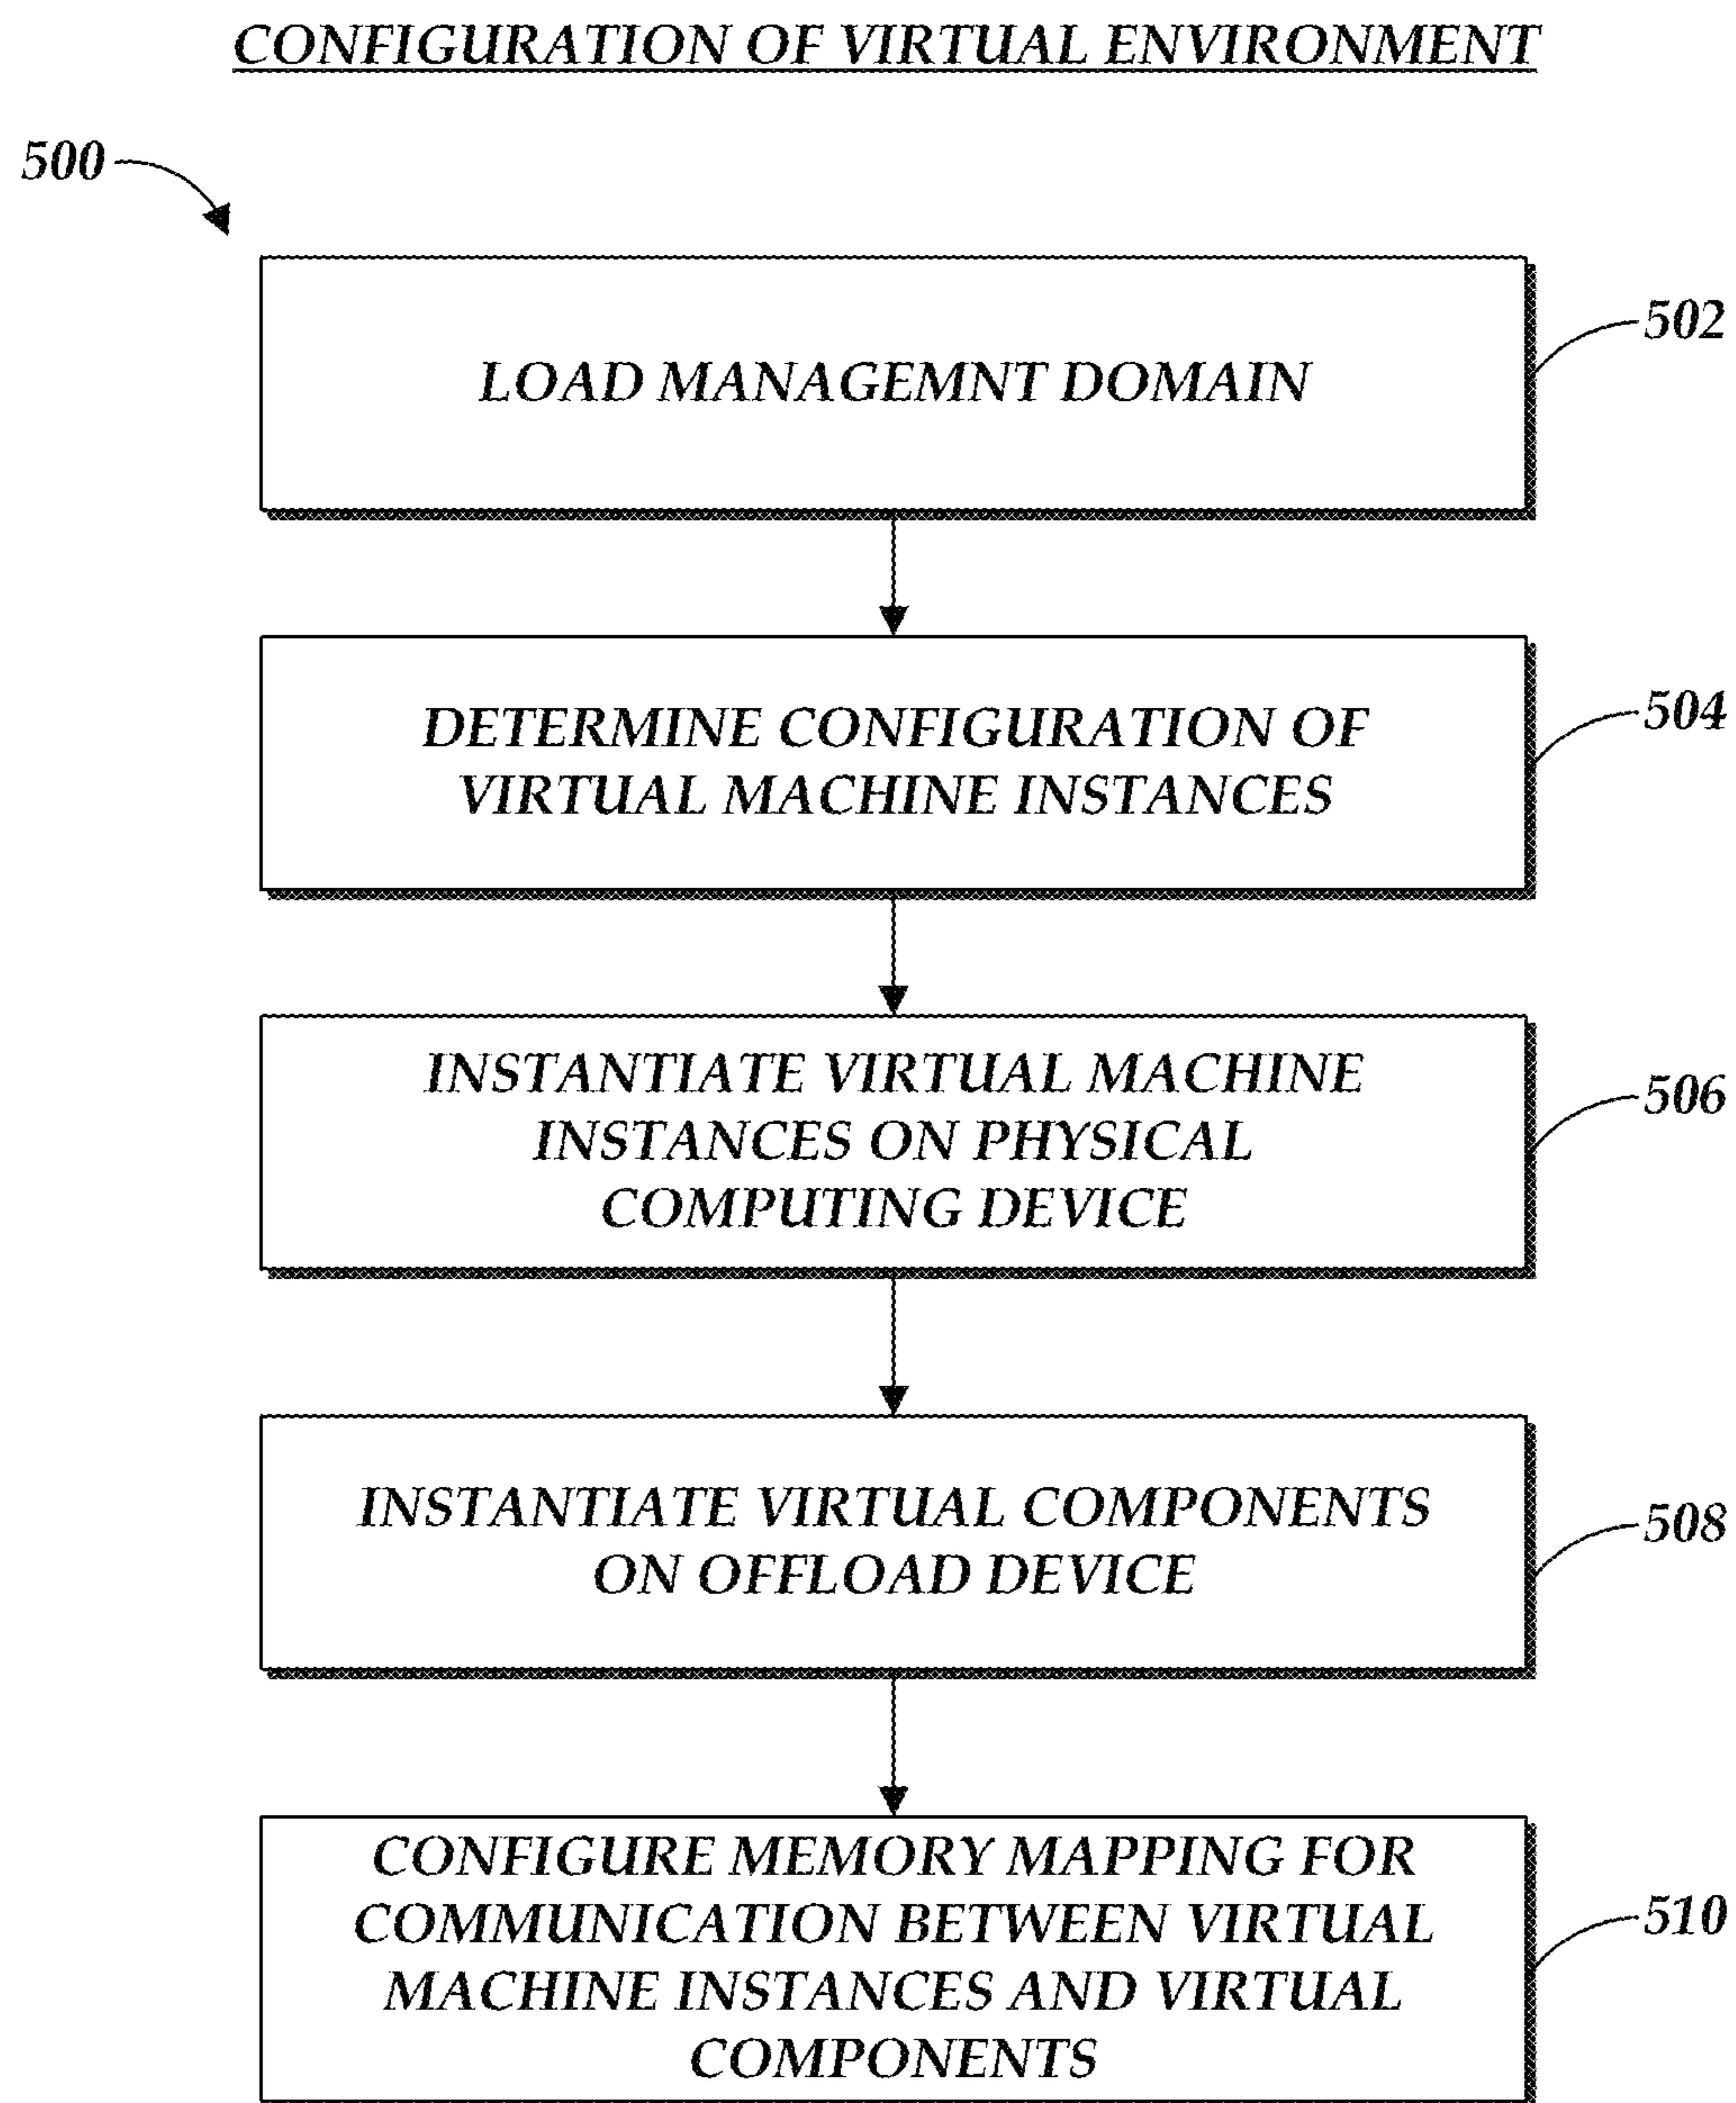 CONFIGURATION OF VIRTUAL ENVIRONMENT
500
LOAD MANAGEMNT DOMAIN
502
DETERMINE CONFIGURATION OF
VIRTUAL MACHINE INSTANCES
504
INSTANTIATE VIRTUAL MACHINE
INSTANCES ON PHYSICAL
COMPUTING DEVICE
506
INSTANTIATE VIRTUAL COMPONENTS
ON OFFLOAD DEVICE
508
CONFIGURE MEMORY MAPPING FOR
COMMUNICATION BETWEEN VIRTUAL
MACHINE INSTANCES AND VIRTUAL
COMPONENTS
510